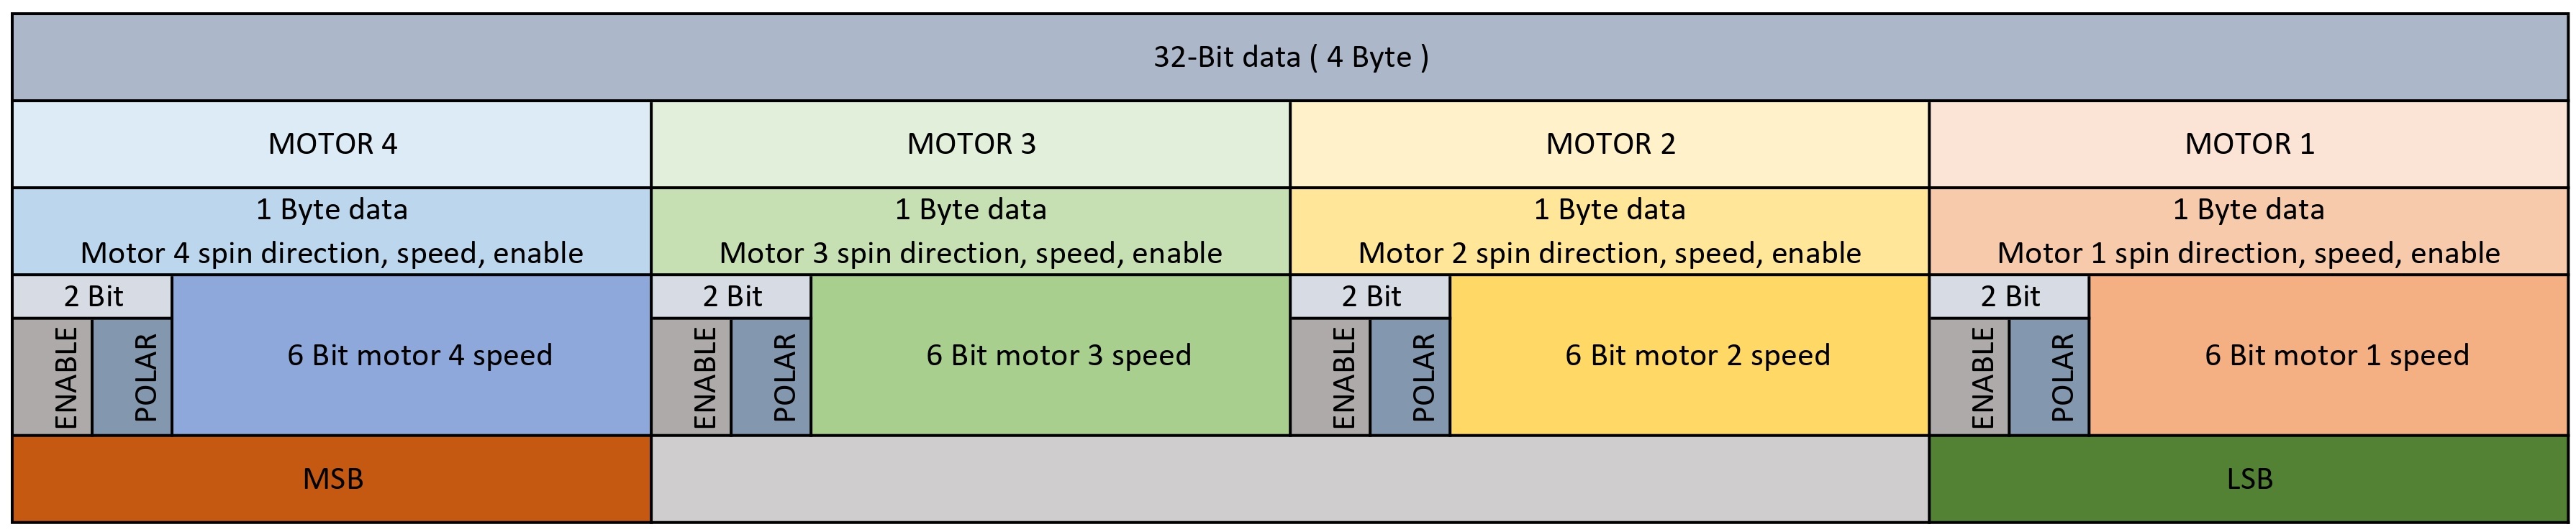 32-Bit data ( 4 Byte )
MOTOR 4
MOTOR 3
MOTOR 2
MOTOR 1
1 Byte data
Motor 4 spin direction, speed, enable
1 Byte data
Motor 3 spin direction, speed, enable
1 Byte data
Motor 2 spin direction, speed, enable
1 Byte data
Motor 1 spin direction, speed, enable
2 Bit
ENABLE
POLAR
6 Bit motor 4 speed
2 Bit
ENABLE
POLAR
6 Bit motor 3 speed
2 Bit
ENABLE
POLAR
6 Bit motor 2 speed
2 Bit
ENABLE
POLAR
6 Bit motor 1 speed
MSB
LSB